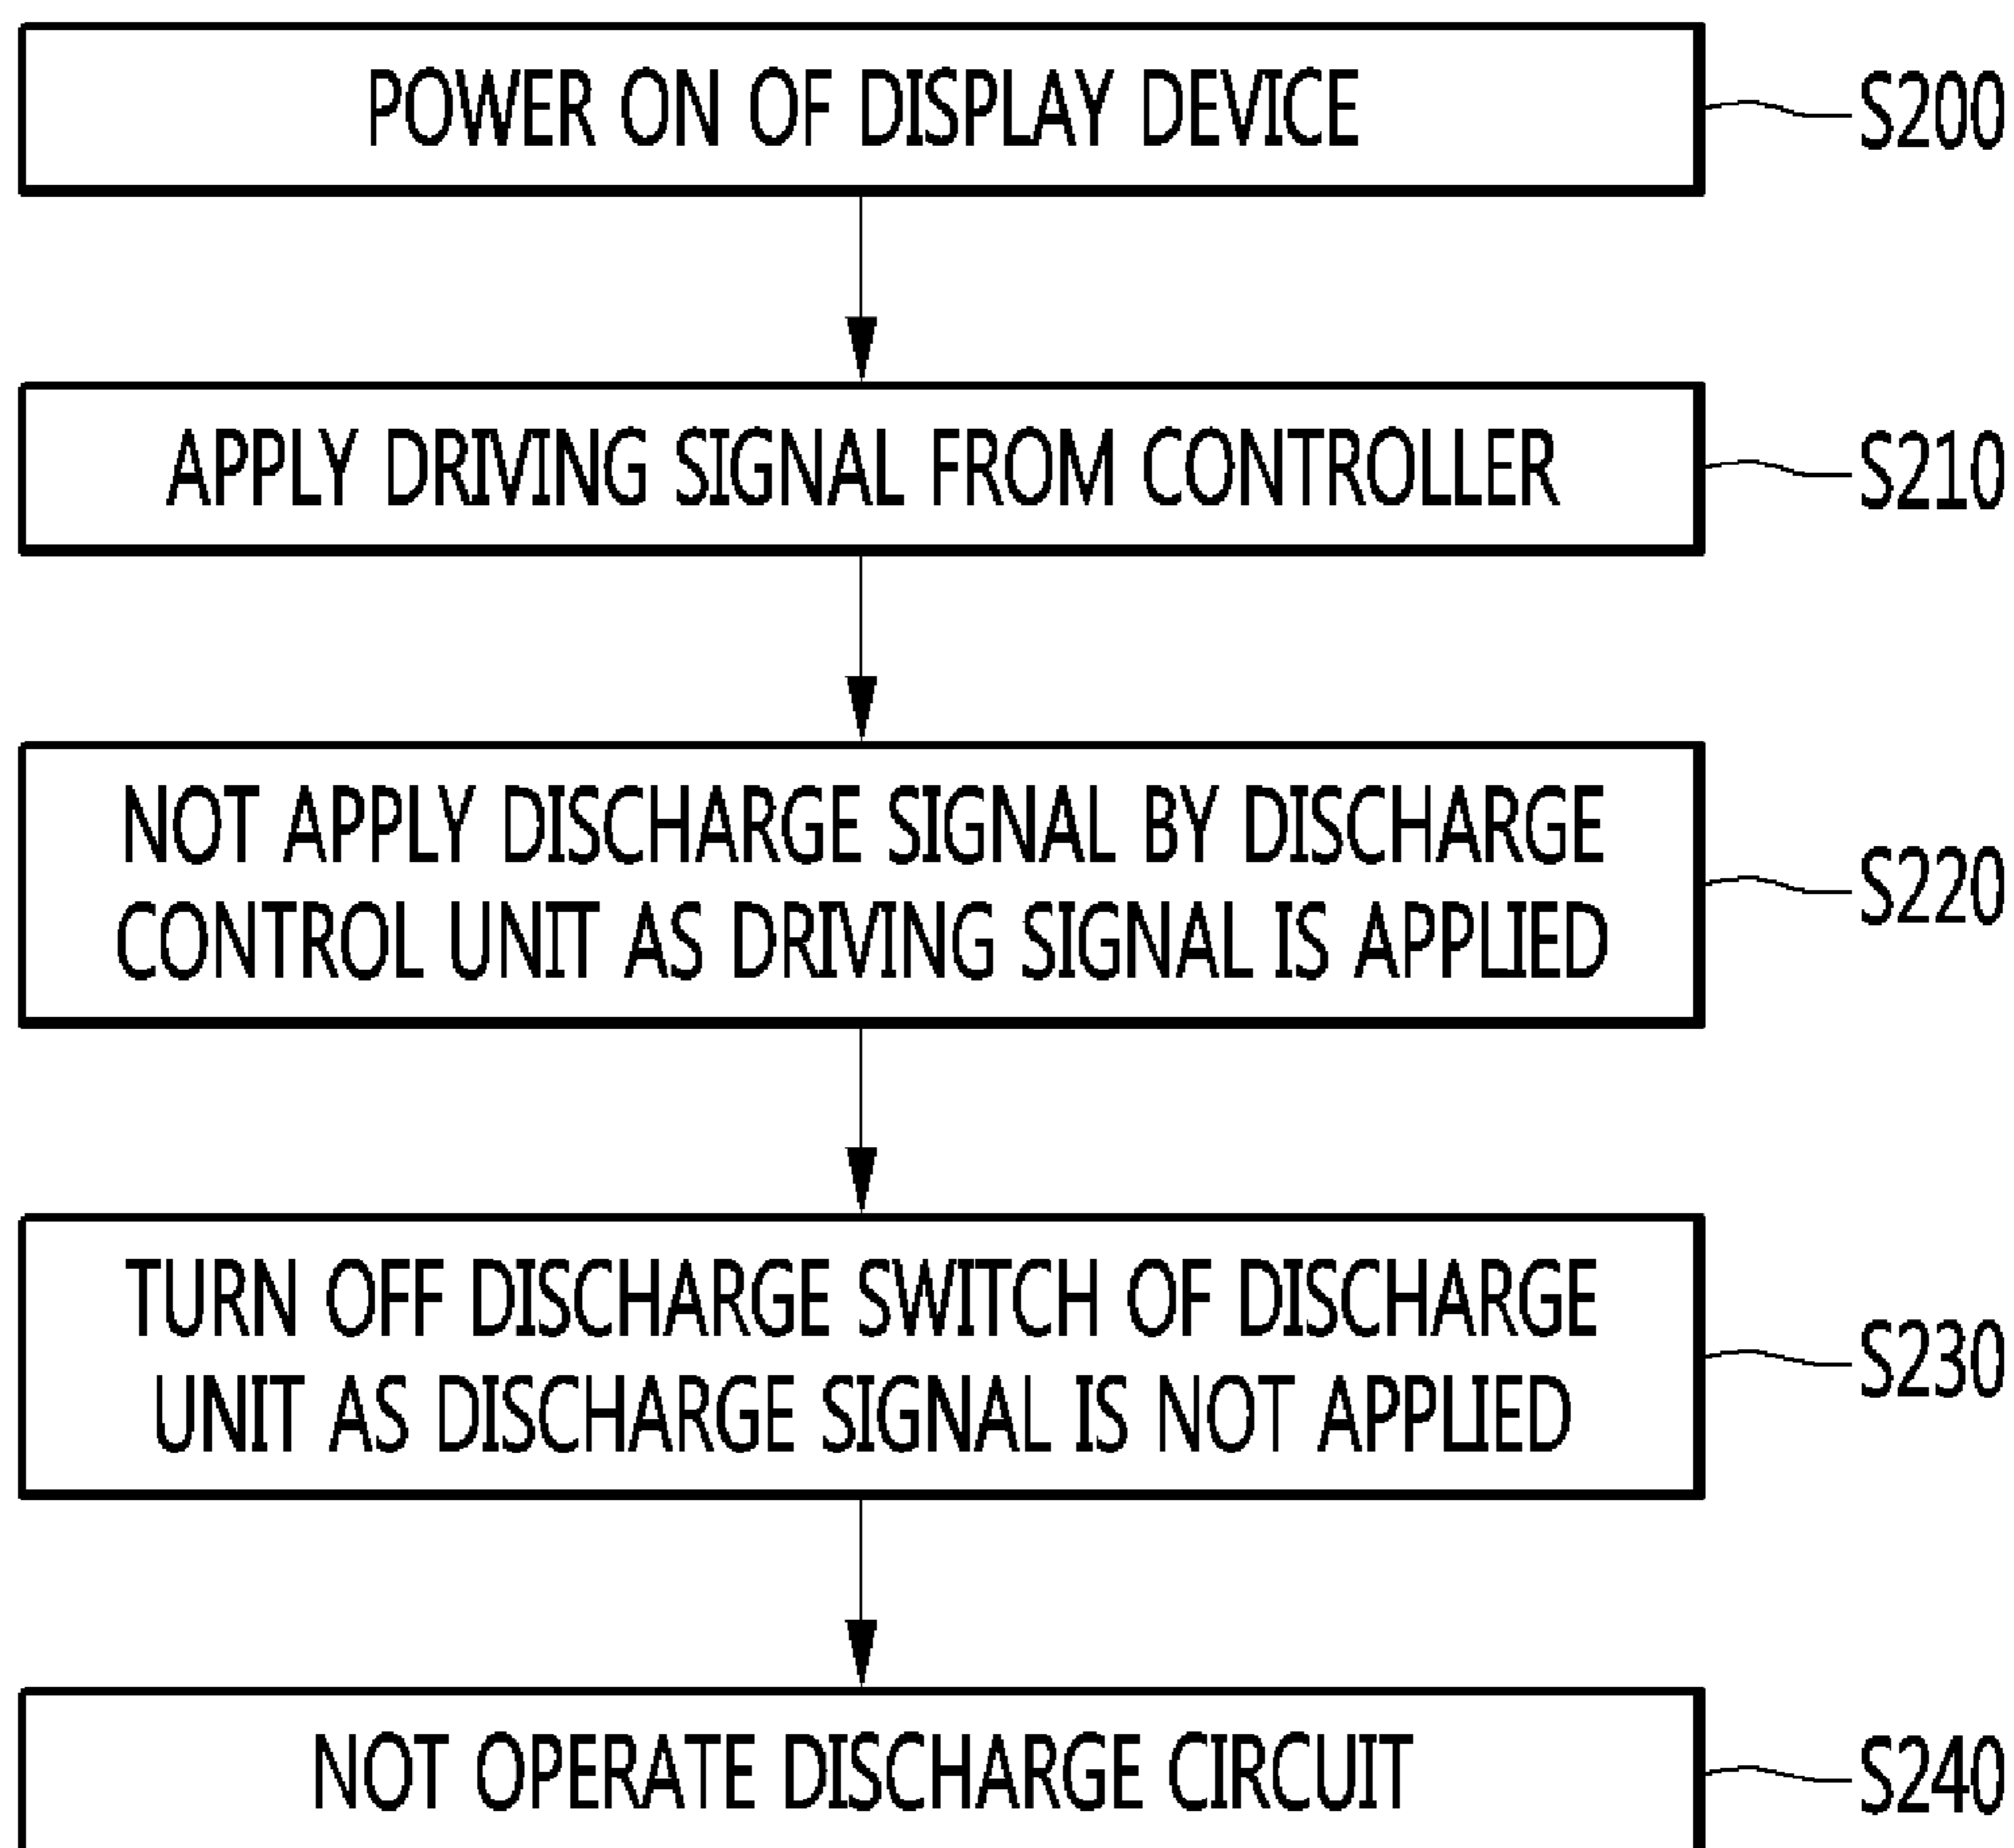 POWER ON OF DISPLAY DEVICE
S200
APPLY DRIVING SIGNAL FROM CONTROLLER
S210
NOT APPLY DISCHARGE SIGNAL BY DISCHARGE
CONTROL UNIT AS DRIVING SIGNAL IS APPLIED
S220
TURN OFF DISCHARGE SWITCH OF DISCHARGE
UNIT AS DISCHARGE SIGNAL IS NOT APPLIED
S230
NOT OPERATE DISCHARGE CIRCUIT
S240